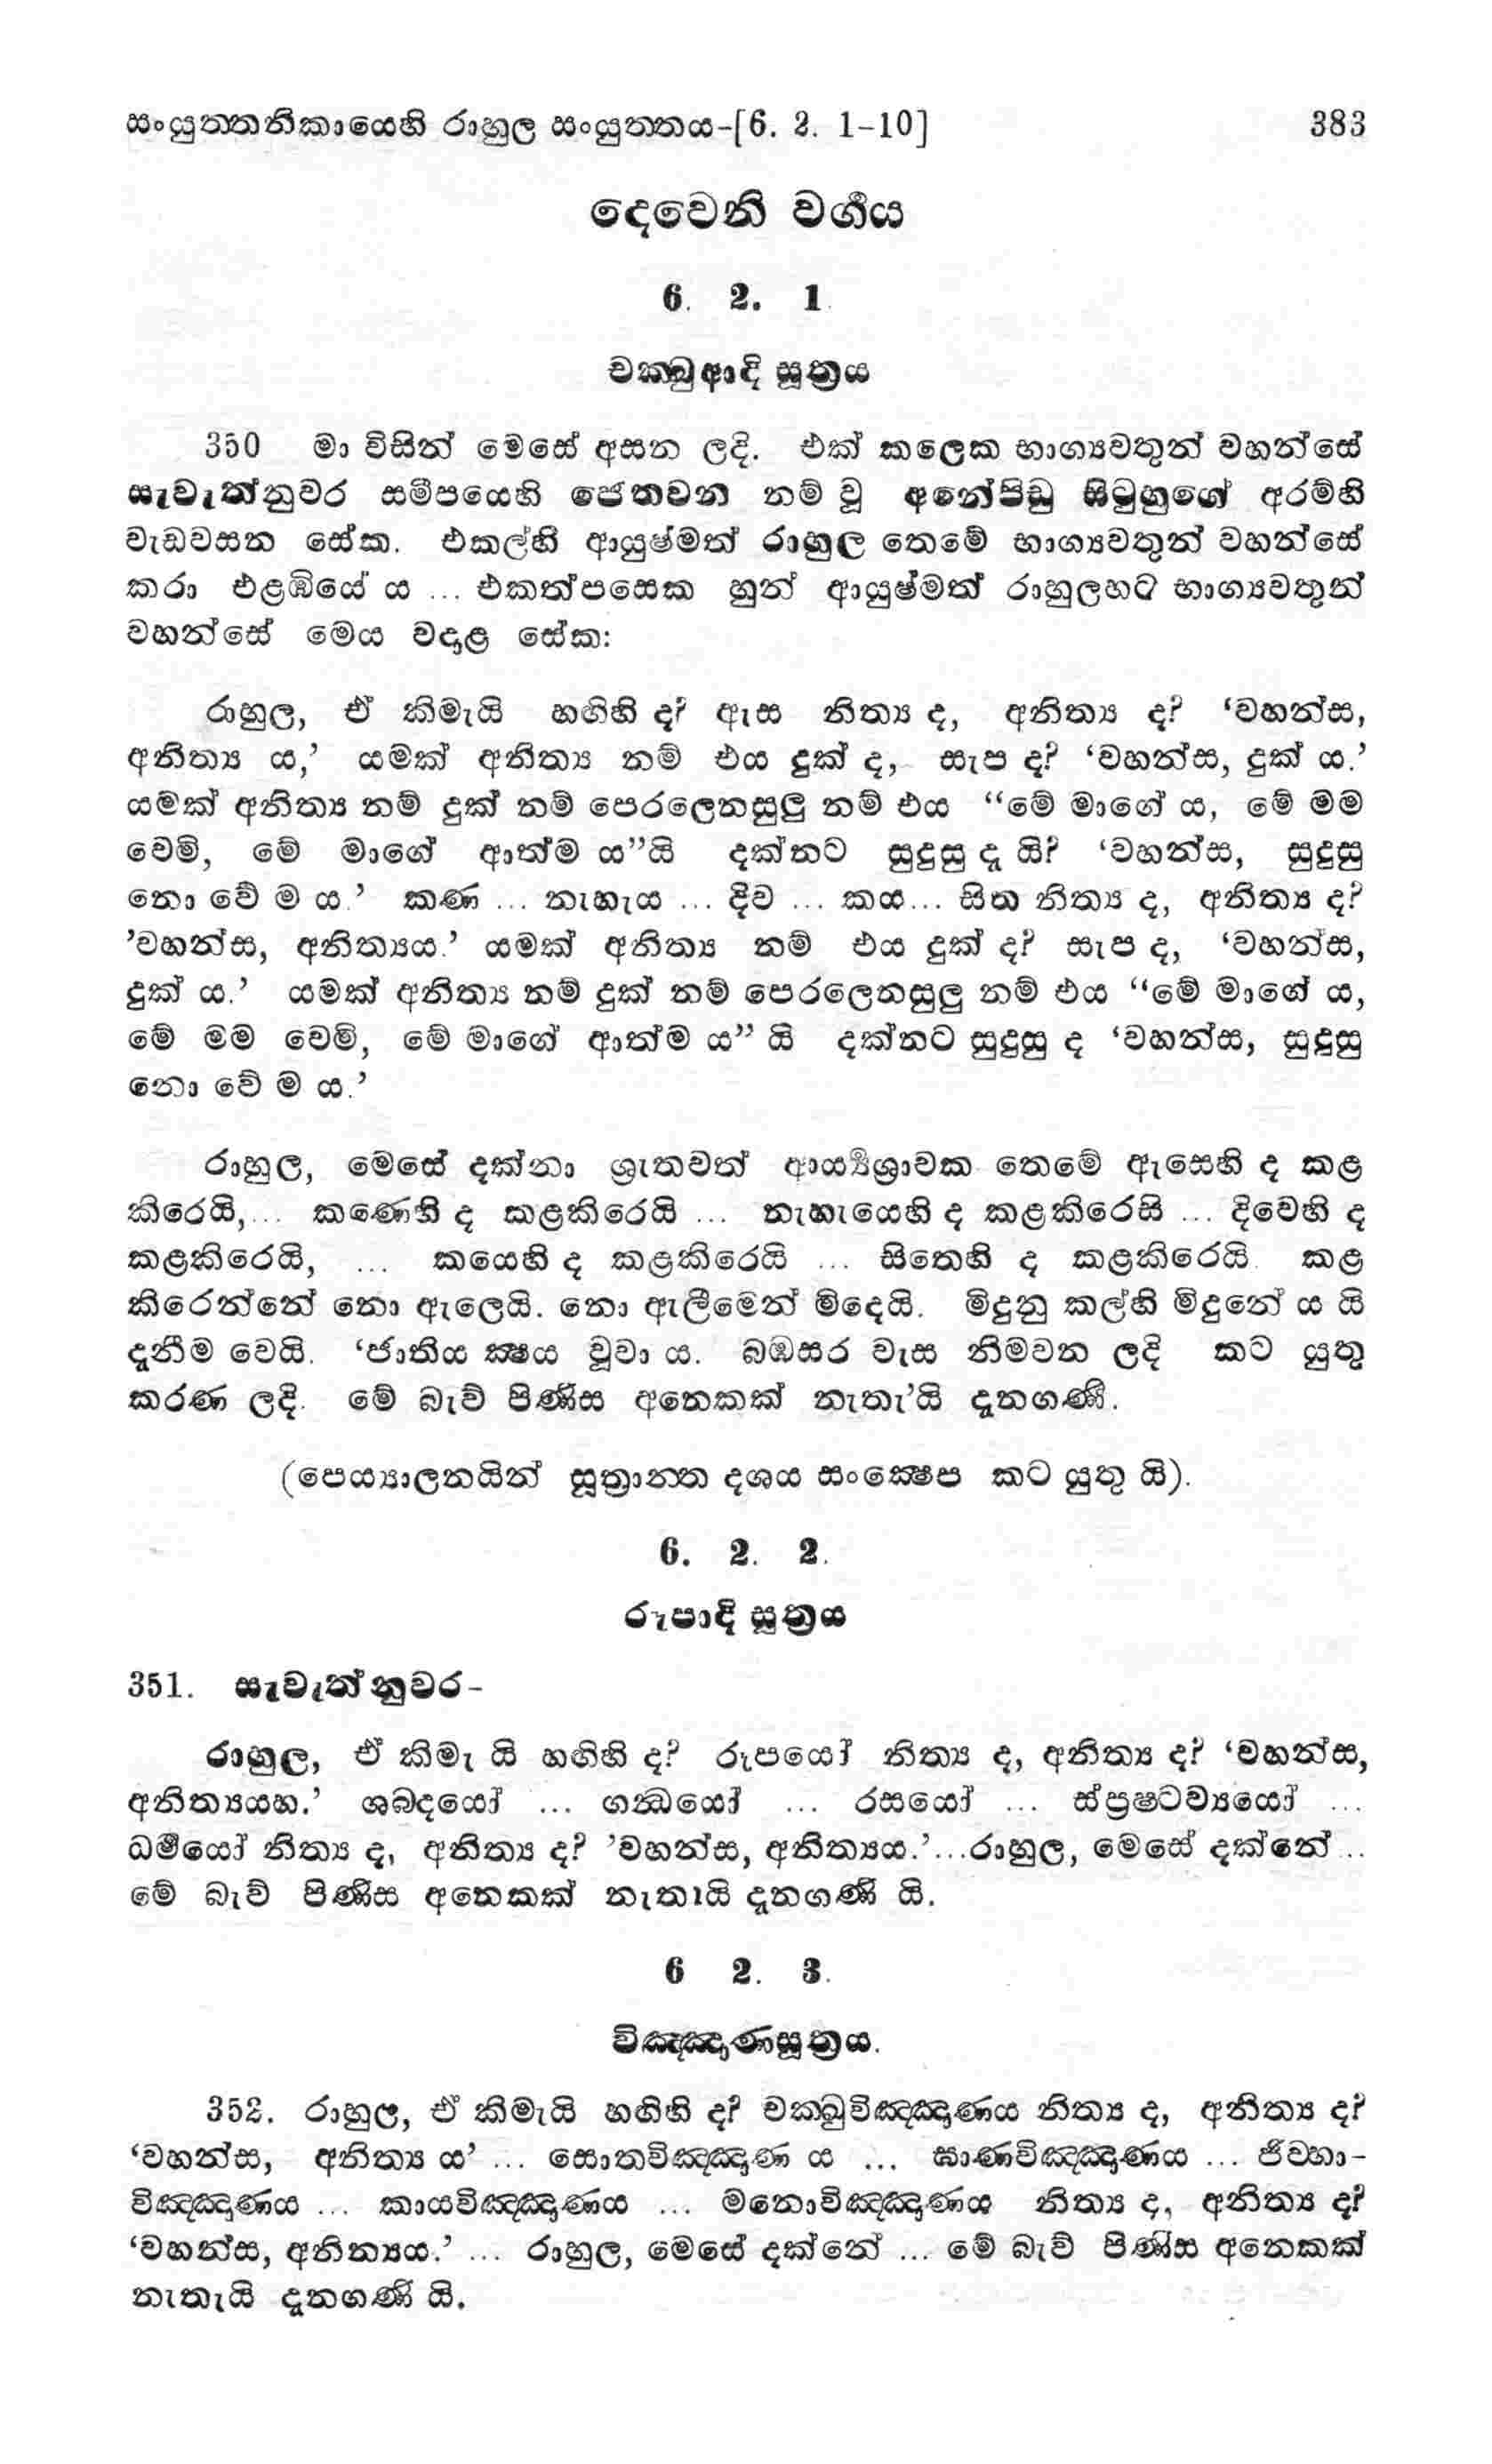 සංයුත්තනිකායෙහි රාහුල සංයුත්තය-[6. 2. 1-10] 383
දෙවෙනි වර්ගය
6. 2. 1
චක්ඛුආදි සූත්‍රය
350 මා විසින් මෙසේ අසන ලදි. එක් කලෙක භාග්‍යවතුන් වහන්සේ
සැවැත්නුවර සමීපයෙහි ජෙතවන නම් වූ අනේපිඬු සිටුහුගේ අරම්හි
වැඩවසන සේක. එකල්හි ආයුෂ්මත් රාහුල තෙමේ භාග්‍යවතුන් වහන්සේ
කරා එළඹියේ ය ... එකත්පසෙක හුන් ආයුෂ්මත් රාහුලහට භාග්‍යවතුන්
වහන්සේ මෙය වදාළ සේක:
රාහුල, ඒ කිමැයි හඟිහි ද? ඇස නිත්‍ය ද, අනිත්‍ය ද? ‘වහන්ස,
අනිත්‍ය ය,’ යමක් අනිත්‍ය නම් එය දුක් ද, සැප ද? ‘වහන්ස, දුක් ය.’
යමක් අනිත්‍ය නම් දුක් නම් පෙරලෙනසුලු නම් එය “මේ මාගේ ය, මේ මම
වෙමි, මේ මාගේ ආත්ම ය”යි දක්නට සුදුසු දැ යි? ‘වහන්ස, සුදුසු
නො වේ ම ය.’ කණ ... නැහැය ... දිව ... කය... සිත නිත්‍ය ද, අනිත්‍ය ද?
’වහන්ස, අනිත්‍යය.’ යමක් අනිත්‍ය නම් එය දුක් ද? සැප ද, ‘වහන්ස,
දුක් ය.’ යමක් අනිත්‍ය නම් දුක් නම් පෙරලෙනසුලු නම් එය “මේ මාගේ ය,
මේ මම වෙමි, මේ මාගේ ආත්ම ය” යි දක්නට සුදුසු ද ‘වහන්ස, සුදුසු
නො වේ ම ය.’
රාහුල, මෙසේ දක්නා ශ්‍රැතවත් ආර්‍ය්‍යශ්‍රාවක තෙමේ ඇසෙහි ද කළ
කිරෙයි,... කණෙහි ද කළකිරෙයි ... නැහැයෙහි ද කළකිරෙසි ... දිවෙහි ද
කළකිරෙයි, ... කයෙහි ද කළකිරෙයි ... සිතෙහි ද කළකිරෙයි. කළ
කිරෙන්නේ නො ඇලෙයි. නො ඇලීමෙන් මිදෙයි. මිදුනු කල්හි මිදුනේ ය යි
දැනීම වෙයි. ‘ජාතිය ක්‍ෂය වූවා ය. බඹසර වැස නිමවන ලදි කට යුතු
කරණ ලදි. මේ බැව් පිණිස අනෙකක් නැතැ’යි දැනගණී.
(පෙය්‍යාලනයින් සූත්‍රාන්ත දශය සංක්‍ෂෙප කට යුතු යි).
6. 2. 2.
රූපාදි සූත්‍රය
351. සැවැත්නුවර-
රාහුල, ඒ කිමැ යි හඟිහි ද? රූපයෝ නිත්‍ය ද, අනිත්‍ය ද? ‘වහන්ස,
අනිත්‍යයහ.’ ශබ්දයෝ ... ගන්‍ධයෝ ... රසයෝ ... ස්ප්‍රෂ්ටව්‍යයෝ ...
ධර්මයෝ නිත්‍ය ද, අනිත්‍ය ද? ’වහන්ස, අනිත්‍යය.’...රාහුල, මෙසේ දක්නේ ...
මේ බැව් පිණිස අනෙකක් නැතැයි දැනගණී යි.
6 2. 3.
විඤ්ඤාණසූත්‍රය.
352. රාහුල, ඒ කිමැයි හඟිහි ද? චක්ඛුවිඤ්ඤාණය නිත්‍ය ද, අනිත්‍ය ද?
‘වහන්ස, අනිත්‍ය ය’ ... සොතවිඤ්ඤාණ ය ... ඝාණවිඤ්ඤාණය ... ජිව්හා-
විඤ්ඤාණය ... කායවිඤ්ඤාණය ... මනොවිඤ්ඤාණය නිත්‍ය ද, අනිත්‍ය ද?
‘වහන්ස, අනිත්‍යය.’ ... රාහුල, මෙසේ දක්නේ ... මේ බැව් පිණිස අනෙකක්
නැතැයි දැනගණී යි.